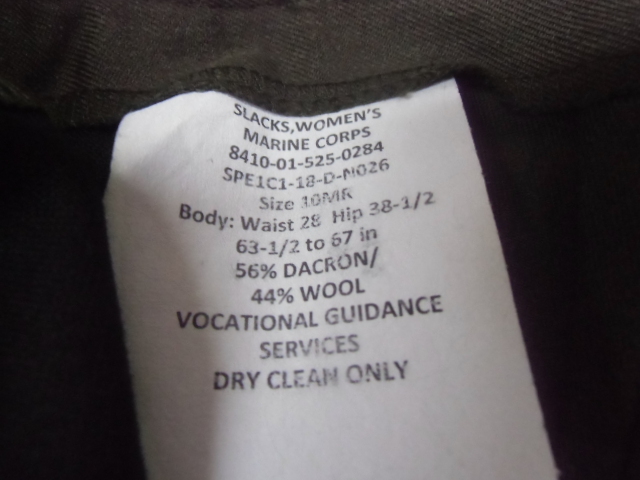 SLACKS,WOMEN'S
MARINE CORPS
8410-01-525-0284
SPE1C1-18-D-N026
Size 10MR
Body: Waist 28 Hip 38-1/2
63-1/2 to 67 in
56% DACRON/
44% WOOL
VOCATIONAL GUIDANCE
SERVICES
DRY CLEAN ONLY